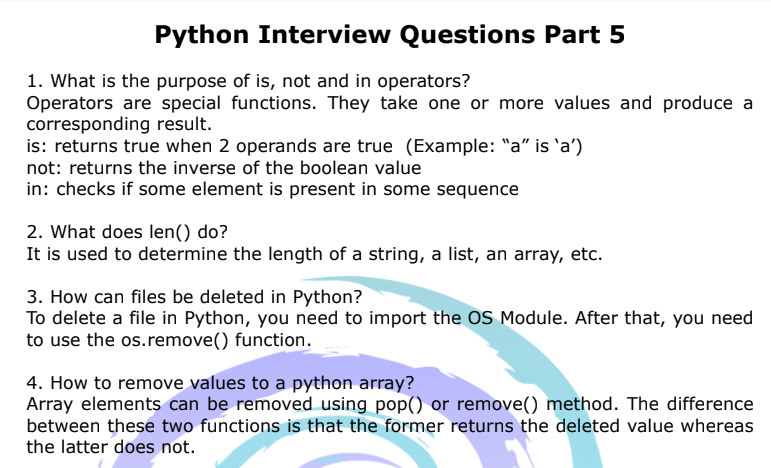 Python Interview Questions Part 5
1. What is the purpose of is, not and in operators?
Operators are special functions. They take one or more values and produce a
corresponding result.
is: returns true when 2 operands are true  (Example: “a” is ‘a’)
not: returns the inverse of the boolean value
in: checks if some element is present in some sequence
2. What does len() do?
It is used to determine the length of a string, a list, an array, etc.
3. How can files be deleted in Python?
To delete a file in Python, you need to import the OS Module. After that, you need
to use the os.remove() function.
4. How to remove values to a python array?
Array elements can be removed using pop() or remove() method. The difference
between these two functions is that the former returns the deleted value whereas
the latter does not.